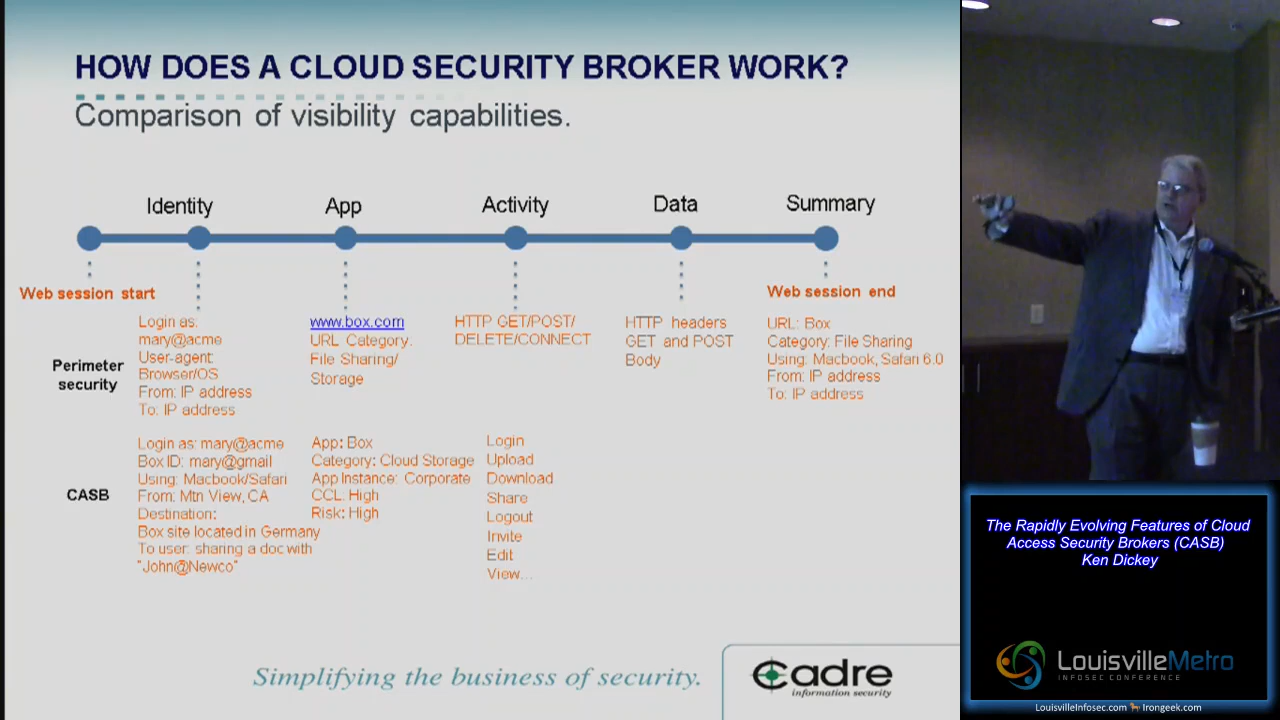 HOW DOES A CLOUD SECURITY BROKER WORK?
Comparison of visibility capabilities.
Identity
App
Activity
Data
Summary
Web session start
Web session end
Perimeter
security
Login as:
mary@acme
User-agent:
Browser/OS
From: IP address
To: IP address
www.box.com
URL Category:
File Sharing/
Storage
HTTP GET/POST/
DELETE/CONNECT
HTTP headers
GET and POST
Body
URL: Box
Category: File Sharing
Using: Macbook, Safari 6.0
From: IP address
To: IP address
CASB
Login as: mary@acme
Box ID: mary@gmail
Using: Macbook/Safari
From: Mtn View, CA
Destination:
Box site located in Germany
To user: sharing a doc with
"John@Newco"
App: Box
Category: Cloud Storage
App Instance: Corporate
CCL: High
Risk: High
Login
Upload
Download
Share
Logout
Invite
Edit
View...
Simplifying the business of security.
Cadre
information security
The Rapidly Evolving Features of Cloud
Access Security Brokers (CASB)
Ken Dickey
LouisvilleMetro
INFOSEC CONFERENCE
LouisvilleInfosec.com Irongeek.com